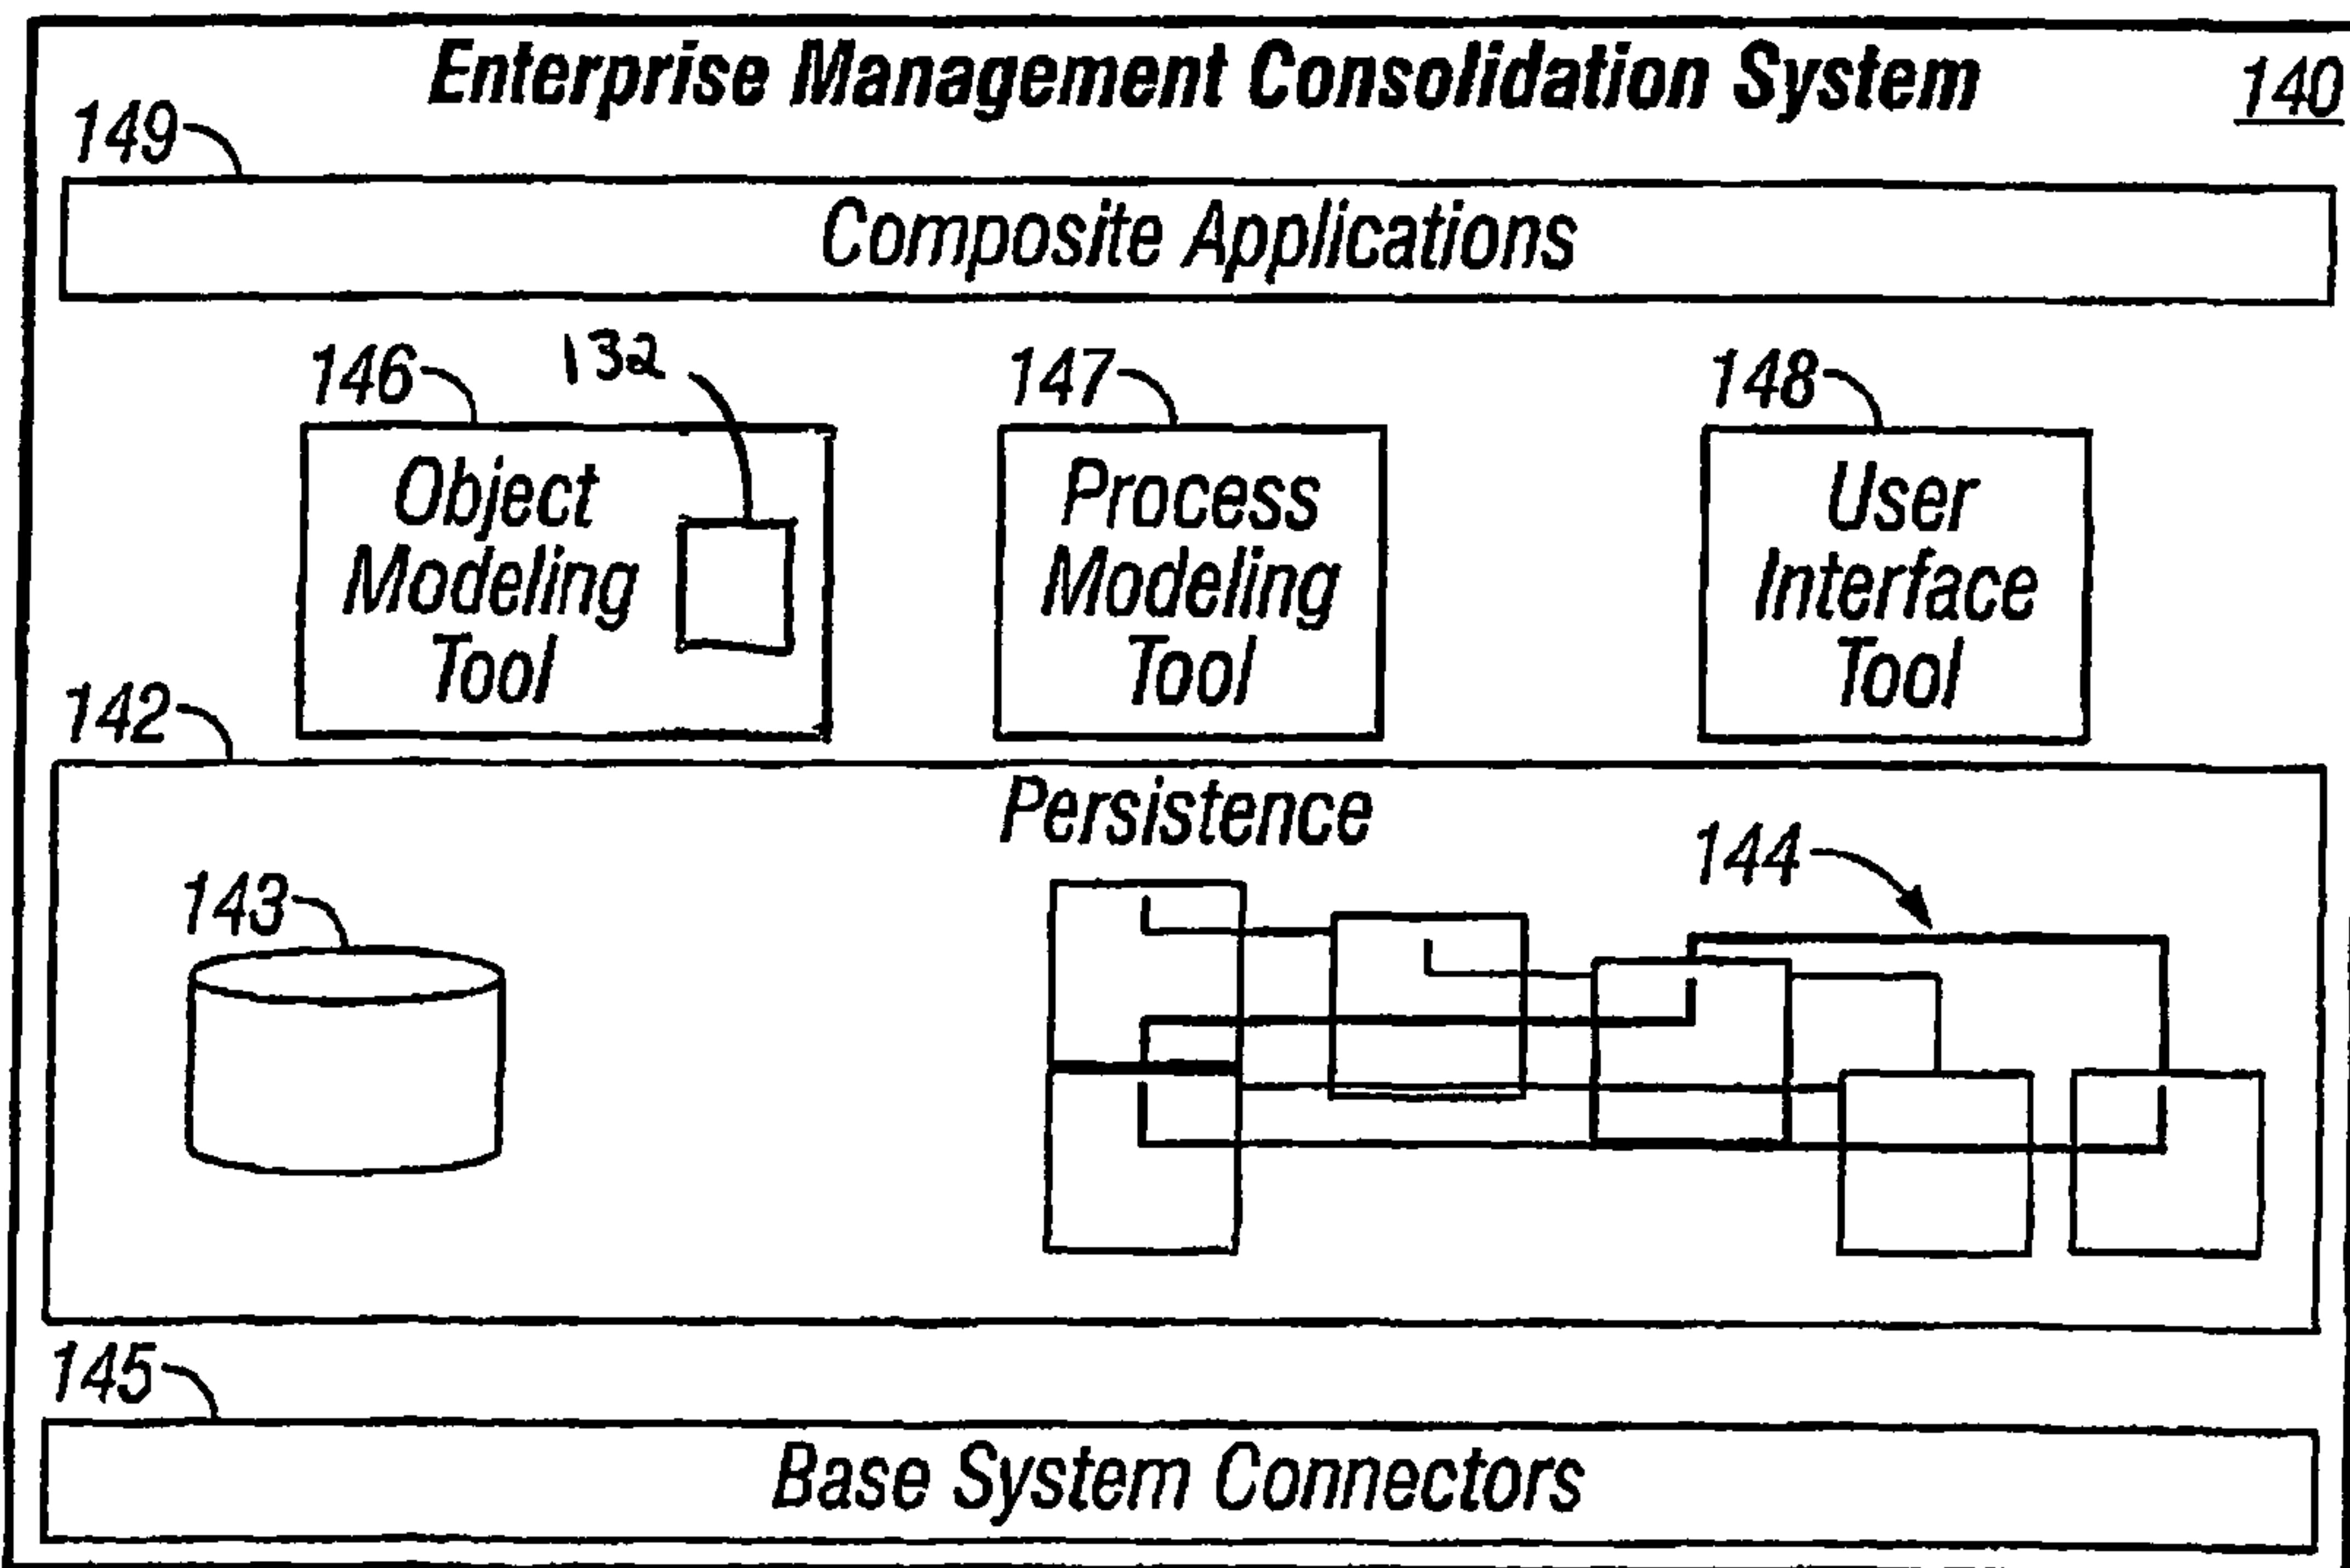 Enterprise Management Consolidation System 140
149
Composite Applications
146 132 147 148
Object
Modeling
Tool
Process
Modeling
Tool
User
Interface
Tool
142
Persistence
144
143
145
Base System Connectors